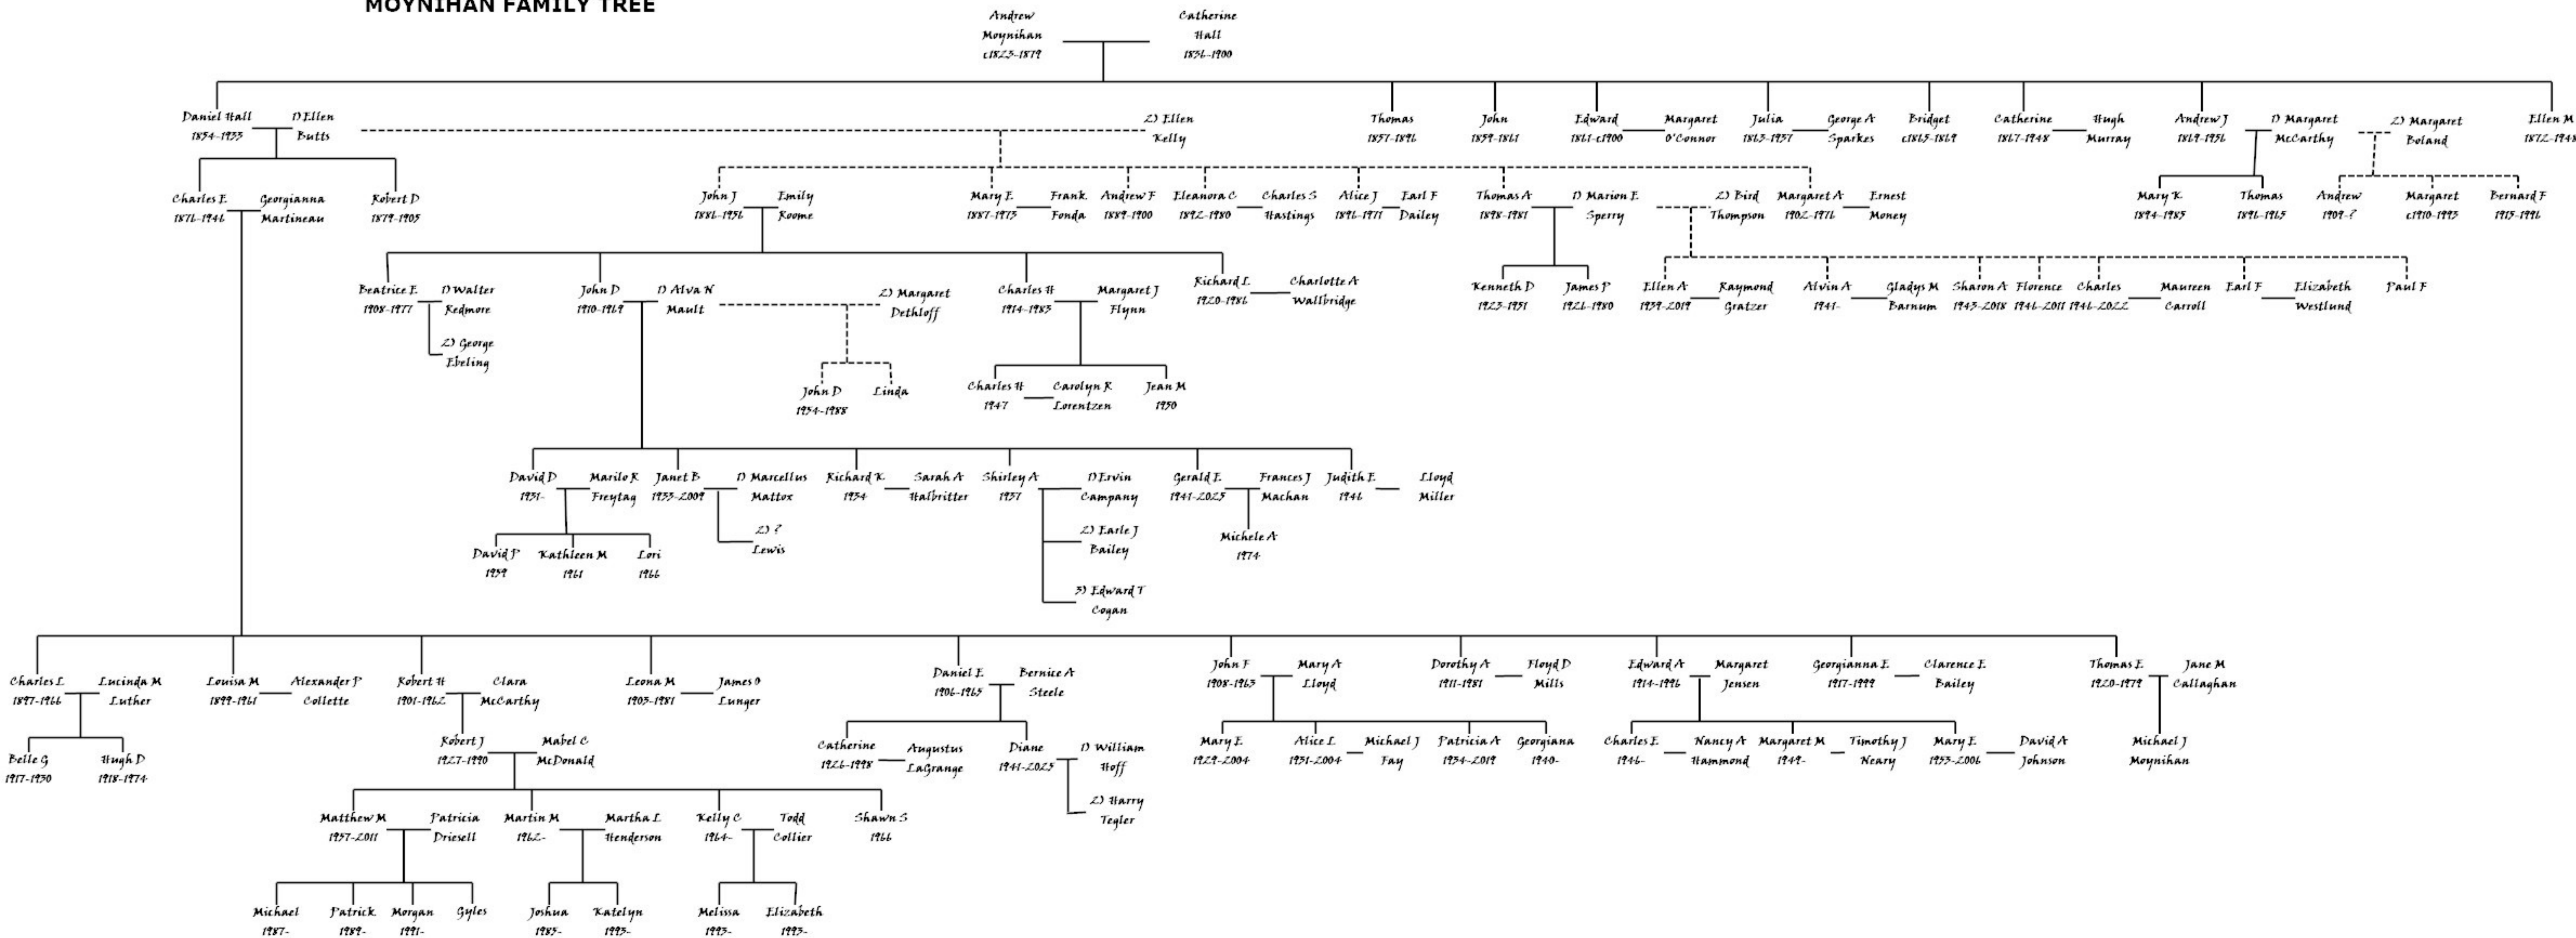 MOYNIHAN FAMILY TREE
Andrew
Moynihan
c1823-1879
Catherine
Hall
1836-1900
Daniel Hall
1854-1933
1) Ellen
Butts
2) Ellen
Kelly
Thomas
1857-1896
John
1859-1861
Edward
1861-c1900
Margaret
O'Connor
Julia
1863-1937
George A
Sparkes
Bridget
c1865-1869
Catherine
1867-1948
Hugh
Murray
Andrew J
1869-1956
1) Margaret
McCarthy
2) Margaret
Boland
Ellen M
1872-1948
Charles E
1876-1946
Georgianna
Martineau
Robert D
1879-1905
John J
1886-1956
Emily
Roome
Mary E
1887-1973
Frank
Fonda
Andrew F
1889-1900
Eleanora C
1892-1980
Charles S
Hastings
Alice J
1896-1971
Earl F
Dailey
Thomas A
1898-1981
1) Marion E
Sperry
2) Bird
Thompson
Margaret A
1902-1976
Ernest
Money
Mary K
1894-1985
Thomas
1896-1965
Andrew
1909-?
Margaret
c1910-1993
Bernard F
1915-1996
Beatrice E
1908-1977
1) Walter
Redmore
2) George
Ebeling
John D
1910-1969
1) Alva N
Mault
2) Margaret
Dethloff
Charles H
1914-1983
Margaret J
Flynn
Richard L
1920-1986
Charlotte A
Wallbridge
Kenneth D
1923-1951
James P
1926-1980
Ellen A
1939-2019
Raymond
Gratzer
Alvin A
1941-
Gladys M
Barnum
Sharon A
1943-2018
Florence
1946-2011
Charles
1946-2022
Maureen
Carroll
Earl F
Elizabeth
Westlund
Paul F
John D
1954-1988
Linda
Charles H
1947
Carolyn R
Lorentzen
Jean M
1950
David D
1931-
Marilo R
Freytag
Janet B
1933-2009
1) Marcellus
Mattox
2) ?
Lewis
Richard K
1934
Sarah A
Halbritter
Shirley A
1937
1) Ervin
Campany
2) Earle J
Bailey
3) Edward T
Cogan
Gerald E
1941-2023
Frances J
Machan
Judith E
1946
Lloyd
Miller
David P
1959
Kathleen M
1961
Lori
1966
Michele A
1974
Charles L
1897-1966
Lucinda M
Luther
Louisa M
1899-1961
Alexander P
Collette
Robert H
1901-1962
Clara
McCarthy
Leona M
1903-1981
James O
Lunger
Daniel E
1906-1965
Bernice A
Steele
John F
1908-1963
Mary A
Lloyd
Dorothy A
1911-1981
Floyd D
Mills
Edward A
1914-1996
Margaret
Jensen
Georgianna E
1917-1999
Clarence E
Bailey
Thomas E
1920-1979
Jane M
Callaghan
Belle G
1917-1930
Hugh D
1918-1974
Robert J
1927-1990
Mabel C
McDonald
Catherine
1926-1998
Augustus
LaGrange
Diane
1941-2023
1) William
Hoff
2) Harry
Tegler
Mary E
1929-2004
Alice L
1931-2004
Michael J
Fay
Patricia A
1934-2019
Georgiana
1940-
Charles E
1946-
Nancy A
Hammond
Margaret M
1949-
Timothy J
Neary
Mary E
1953-2006
David A
Johnson
Michael J
Moynihan
Matthew M
1957-2011
Patricia
Driesell
Martin M
1962-
Martha L
Henderson
Kelly C
1964-
Todd
Collier
Shawn S
1966
Michael
1987-
Patrick
1989-
Morgan
1991-
Gyles
Joshua
1985-
Katelyn
1993-
Melissa
1993-
Elizabeth
1993-